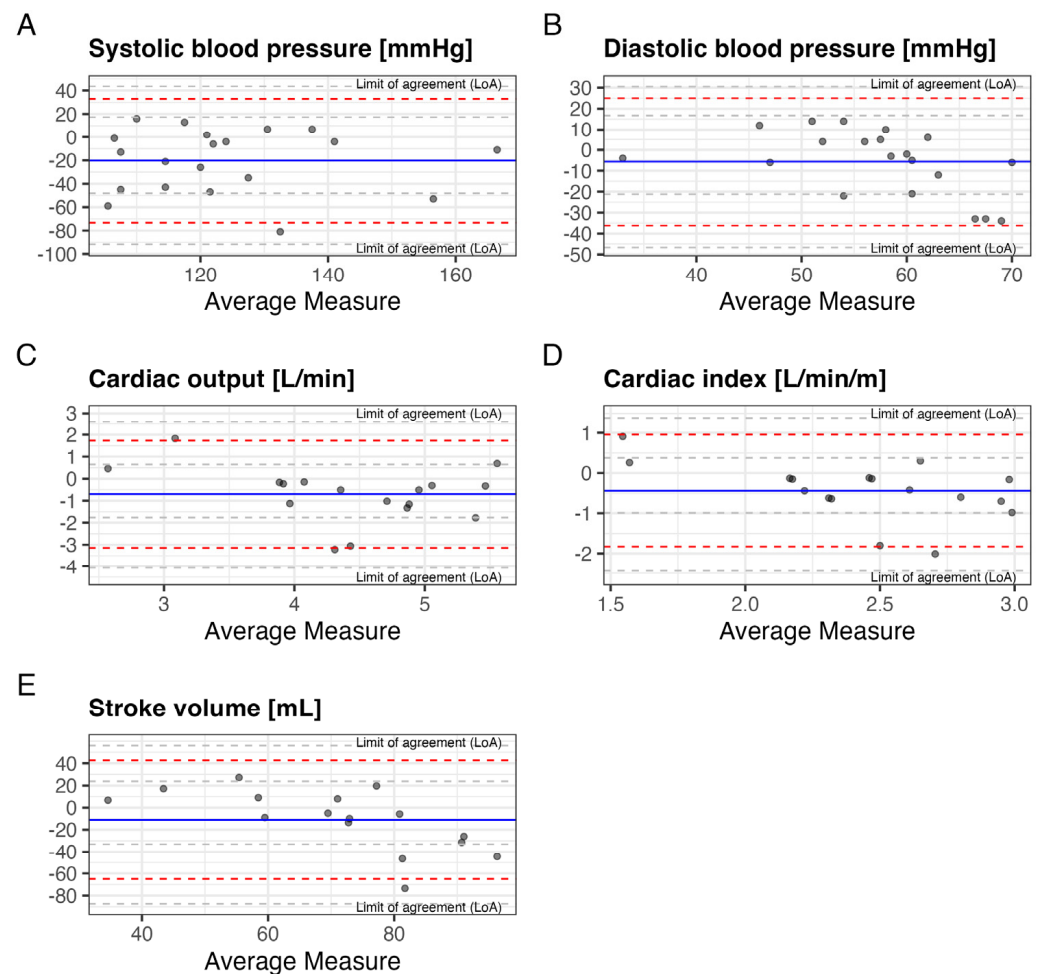 A
Systolic blood pressure [mmHg]
Limit of agreement (LoA)
40
20
0
-20
-40
-60
-80
-100
Limit of agreement (LoA)
120 140 160
Average Measure
B
Diastolic blood pressure [mmHg]
Limit of agreement (LoA)
30
20
10
0
-10
-20
-30
-40
-50
Limit of agreement (LoA)
40 50 60 70
Average Measure
C
Cardiac output [L/min]
Limit of agreement (LoA)
3
2
1
0
-1
-2
-3
-4
Limit of agreement (LoA)
3 4 5
Average Measure
D
Cardiac index [L/min/m]
Limit of agreement (LoA)
1
0
-1
-2
Limit of agreement (LoA)
1.5 2.0 2.5 3.0
Average Measure
E
Stroke volume [mL]
Limit of agreement (LoA)
40
20
0
-20
-40
-60
-80
Limit of agreement (LoA)
40 60 80
Average Measure